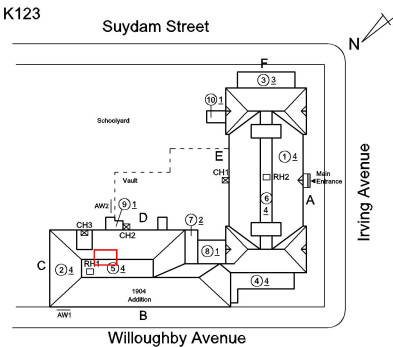 K123
Suydam Street
N
F
3 3
10 1
Schoolyard
1 4
E
Irving Avenue
Vault
CH1
RH2
Main
Entrance
AW2
9 1
6
4
A
D
CH3
CH2
7 2
8 1
C
2 4
RH1
5 4
4 4
1904
Addition
AW1
B
Willoughby Avenue